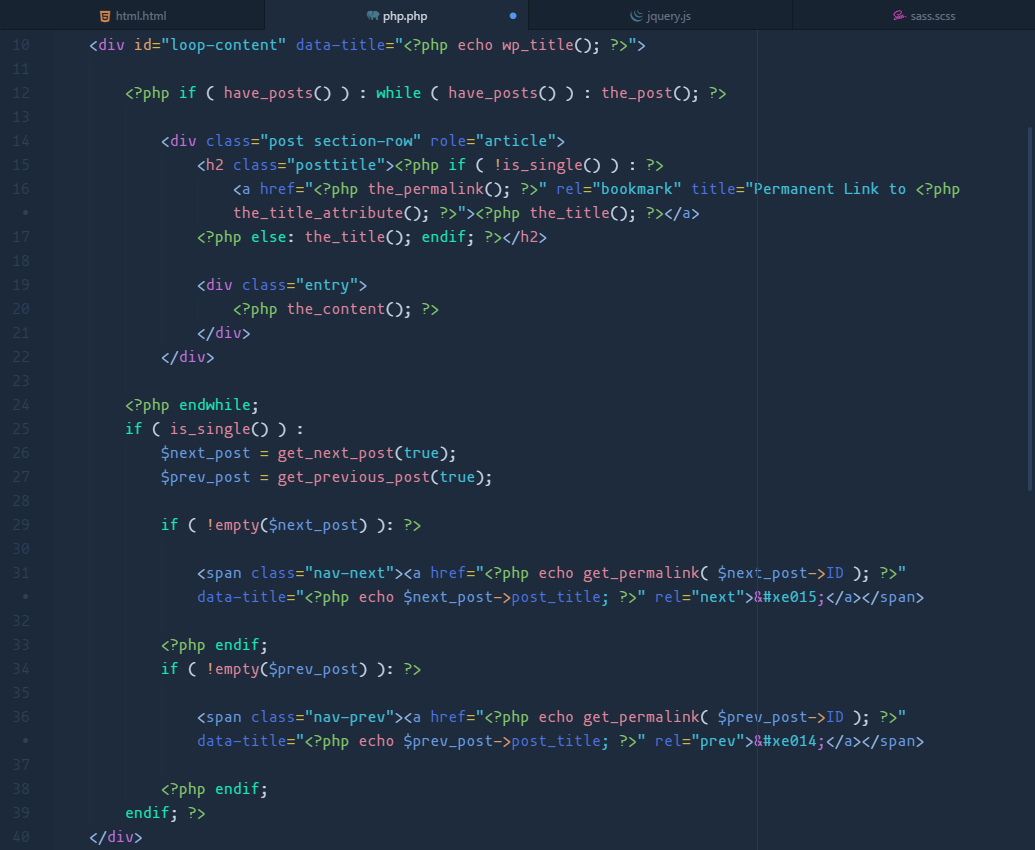 html.html php.php jquery.js sass.scss
10 <div id="loop-content" data-title="<?php echo wp_title(); ?>">
11
12 <?php if ( have_posts() ) : while ( have_posts() ) : the_post(); ?>
13
14 <div class="post section-row" role="article">
15 <h2 class="posttitle"><?php if ( !is_single() ) : ?>
16 <a href="<?php the_permalink(); ?>" rel="bookmark" title="Permanent Link to <?php
• the_title_attribute(); ?>"><?php the_title(); ?></a>
17 <?php else: the_title(); endif; ?></h2>
18
19 <div class="entry">
20 <?php the_content(); ?>
21 </div>
22 </div>
23
24 <?php endwhile;
25 if ( is_single() ) :
26 $next_post = get_next_post(true);
27 $prev_post = get_previous_post(true);
28
29 if ( !empty($next_post) ): ?>
30
31 <span class="nav-next"><a href="<?php echo get_permalink( $next_post->ID ); ?>"
• data-title="<?php echo $next_post->post_title; ?>" rel="next">&#xe015;</a></span>
32
33 <?php endif;
34 if ( !empty($prev_post) ): ?>
35
36 <span class="nav-prev"><a href="<?php echo get_permalink( $prev_post->ID ); ?>"
• data-title="<?php echo $prev_post->post_title; ?>" rel="prev">&#xe014;</a></span>
37
38 <?php endif;
39 endif; ?>
40 </div>